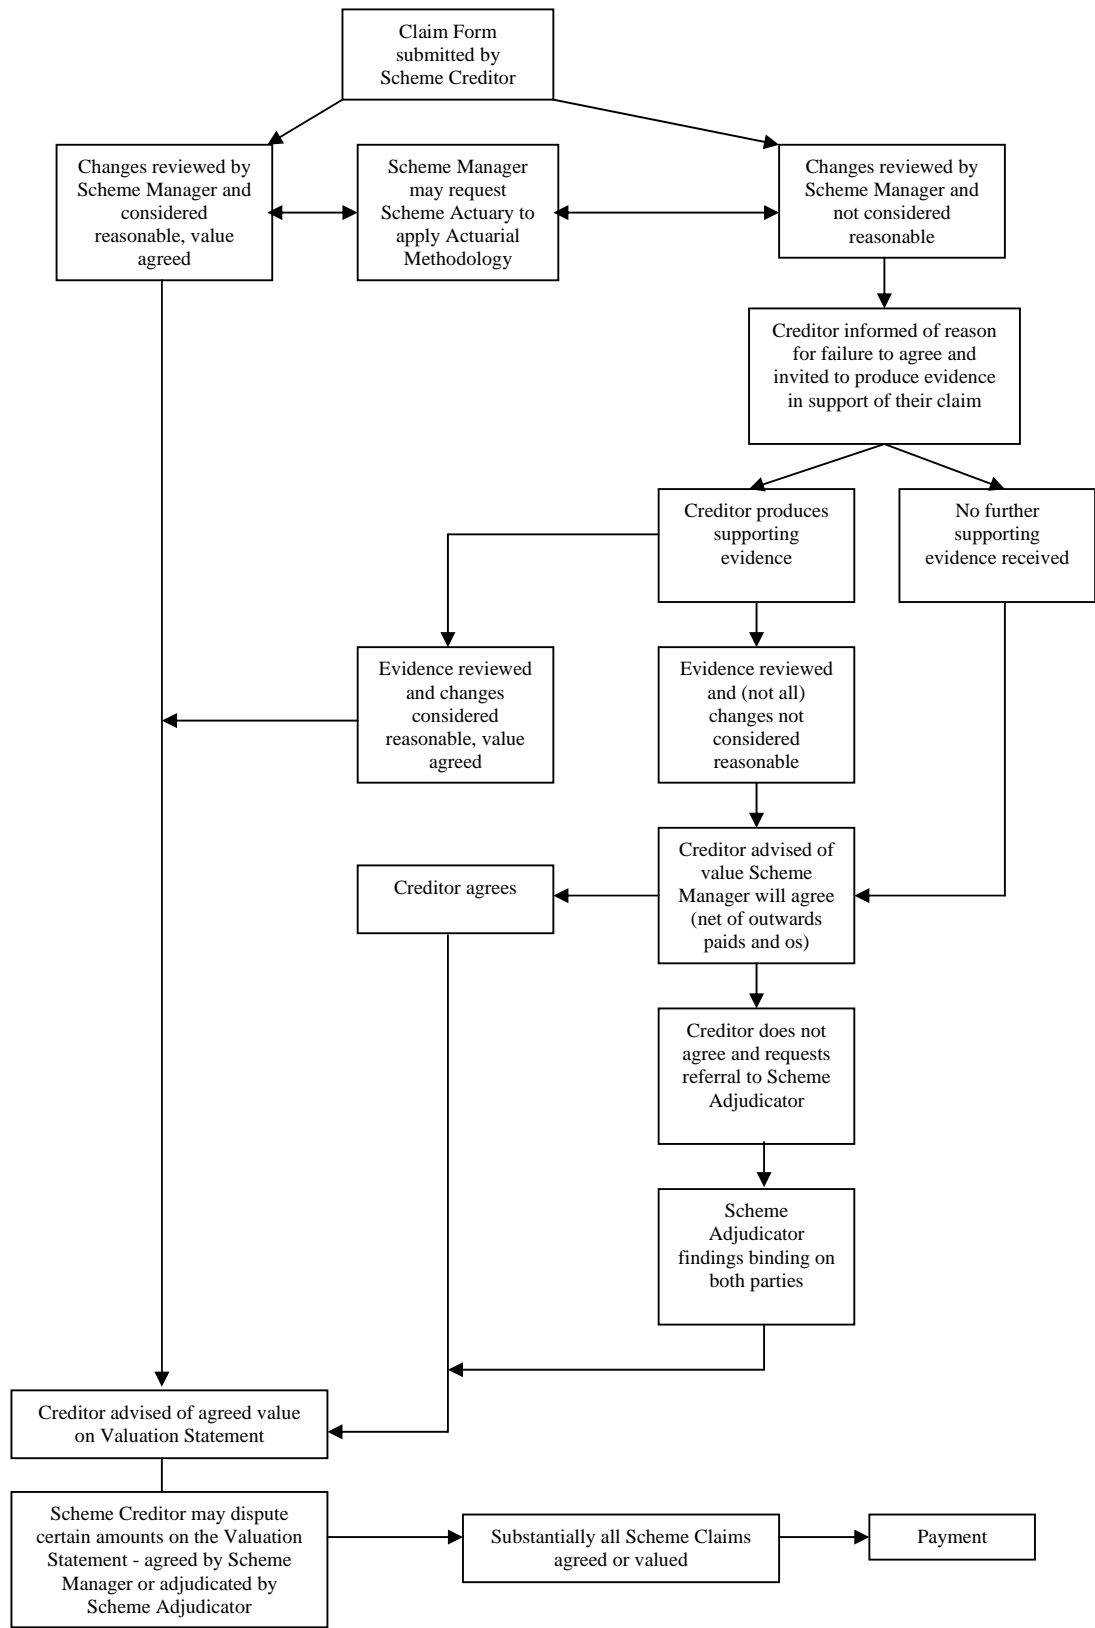 Claim Form
submitted by
Scheme Creditor
Changes reviewed by
Scheme Manager and
considered
reasonable, value
agreed
Scheme Manager
may request
Scheme Actuary to
apply Actuarial
Methodology
Changes reviewed by
Scheme Manager and
not considered
reasonable
Creditor informed of reason
for failure to agree and
invited to produce evidence
in support of their claim
Creditor produces
supporting
evidence
No further
supporting
evidence received
Evidence reviewed
and changes
considered
reasonable, value
agreed
Evidence reviewed
and (not all)
changes not
considered
reasonable
Creditor agrees
Creditor advised of
value Scheme
Manager will agree
(net of outwards
paids and os)
Creditor does not
agree and requests
referral to Scheme
Adjudicator
Scheme
Adjudicator
findings binding on
both parties
Creditor advised of agreed value
on Valuation Statement
Scheme Creditor may dispute
certain amounts on the Valuation
Statement - agreed by Scheme
Manager or adjudicated by
Scheme Adjudicator
Substantially all Scheme Claims
agreed or valued
Payment